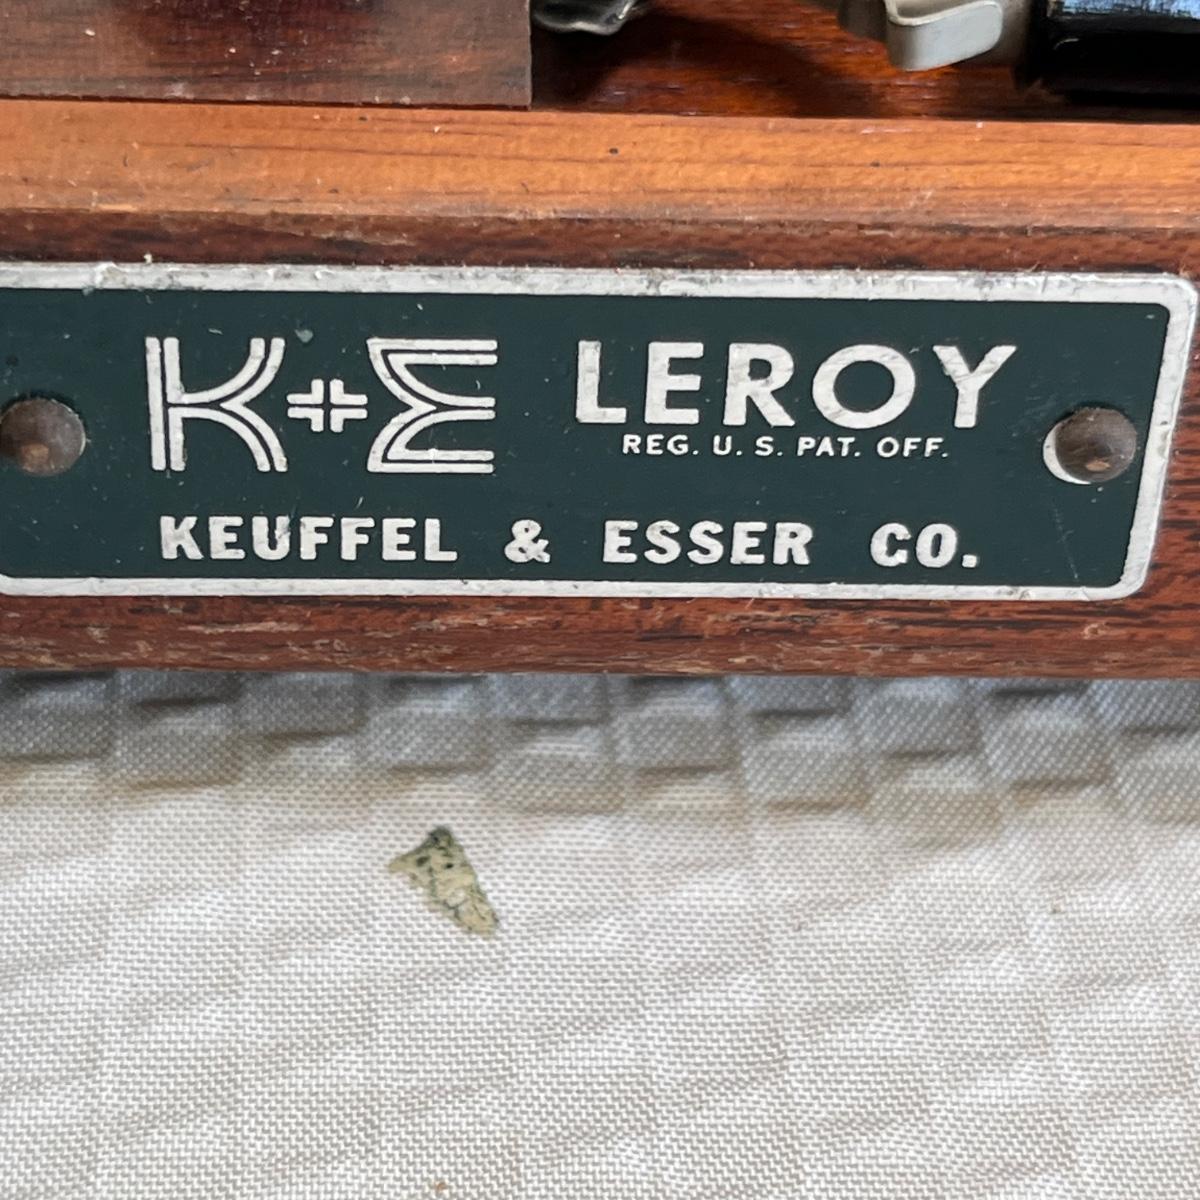 K+E LEROY
REG. U. S. PAT. OFF.
KEUFFEL & ESSER CO.